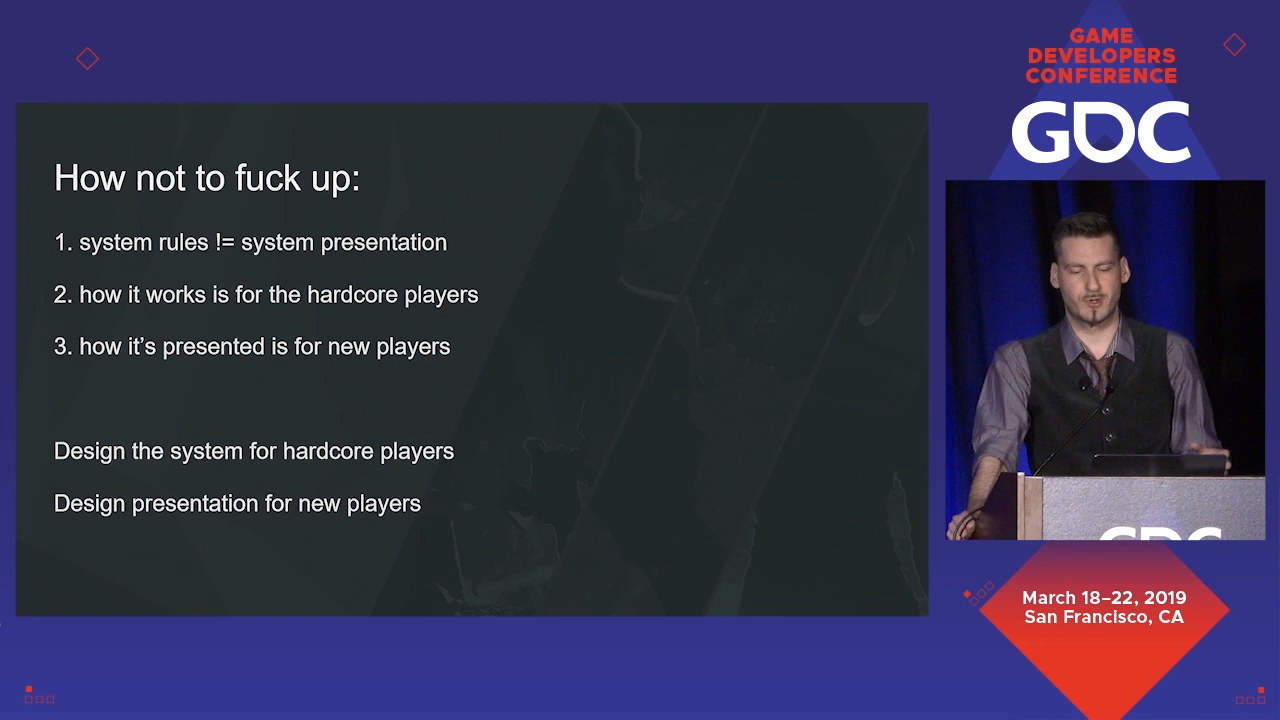 How not to fuck up:
1. system rules != system presentation
2. how it works is for the hardcore players
3. how it’s presented is for new players
Design the system for hardcore players
Design presentation for new players
GAME
DEVELOPERS
CONFERENCE
GDC
GDC
March 18–22, 2019
San Francisco, CA